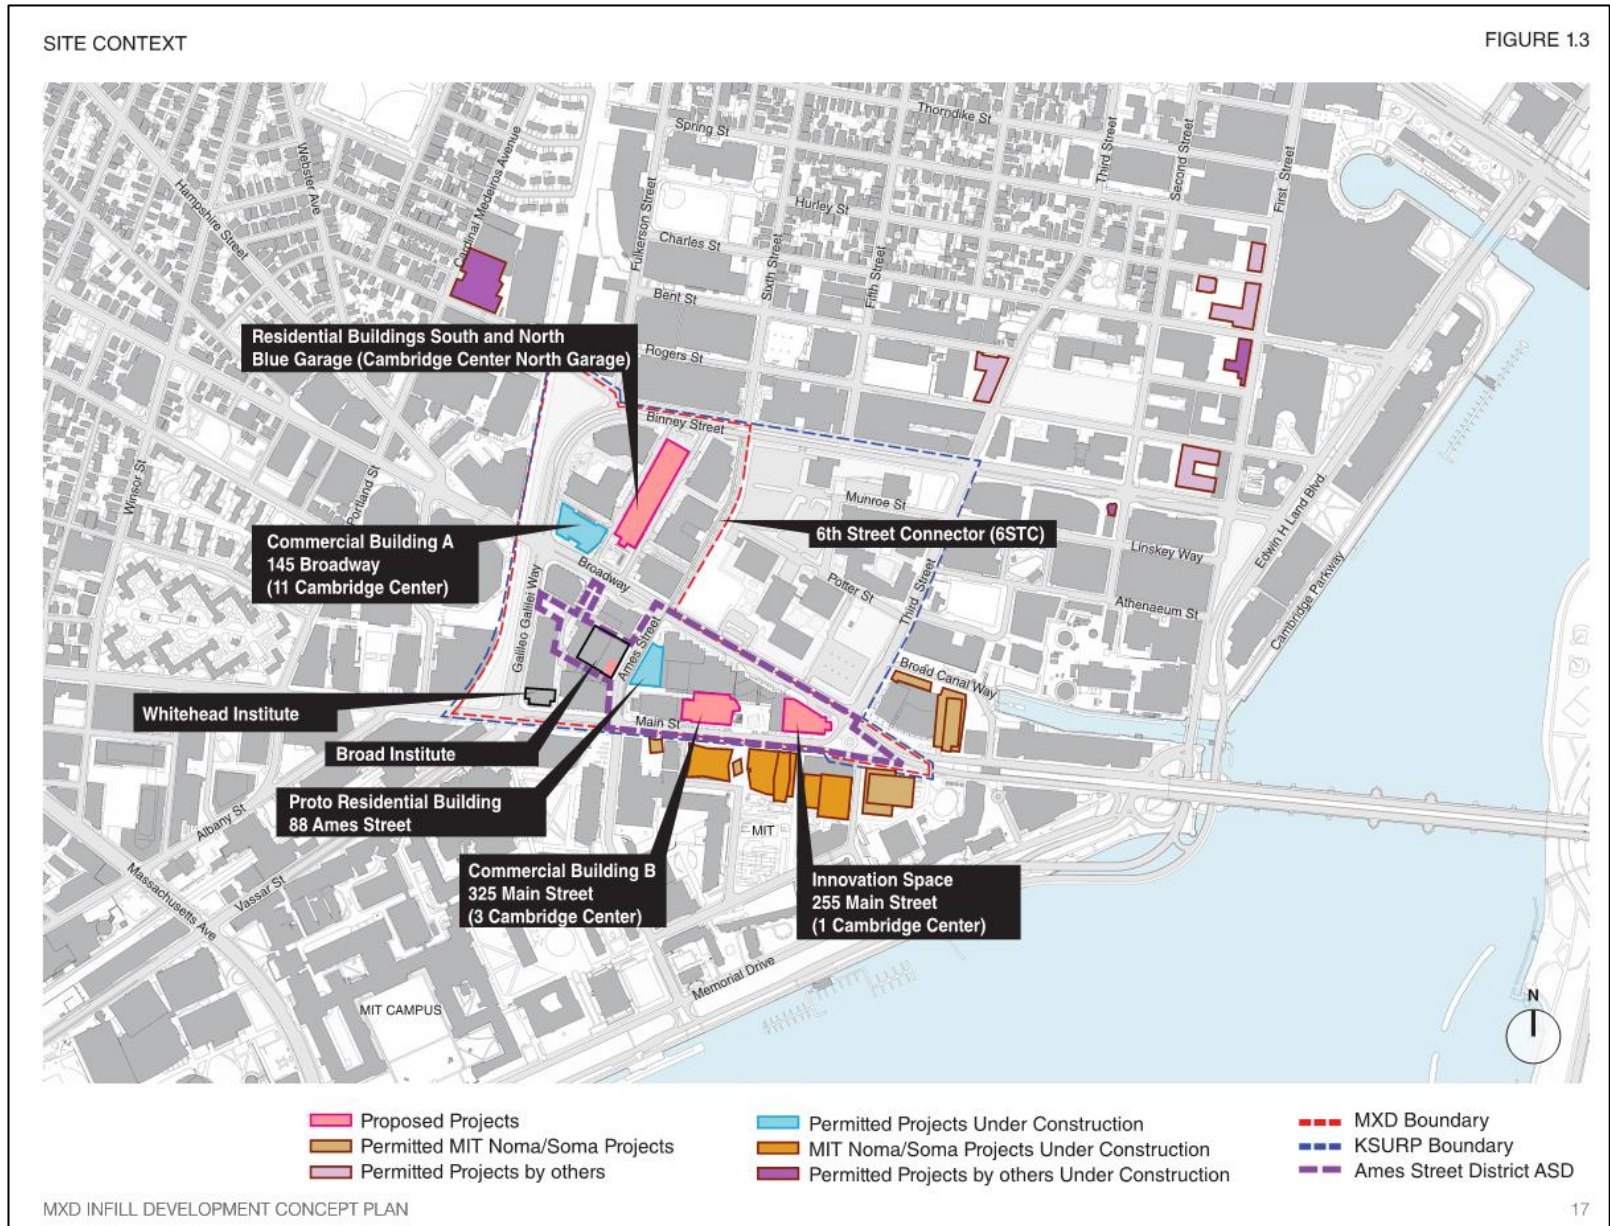 SITE CONTEXT
FIGURE 1.3
Thorndike St
Spring St
Third Street
Second Street
First Street
Cardinal Medeiros Avenue
Webster Ave
Hampshire Street
Fulkerson Street
Hurley St
Charles St
Sixth Street
Fifth Street
Bent St
Rogers St
Residential Buildings South and North
Blue Garage (Cambridge Center North Garage)
Binney Street
Winsor St
Portland St
Munroe St
Commercial Building A
145 Broadway
(11 Cambridge Center)
6th Street Connector (6STC)
Linskey Way
Edwin H Land Blvd.
Broadway
Potter St
Third Street
Athenaeum St
Cambridge Parkway
Galileo Galilei Way
Ames Street
Broad Canal Way
Whitehead Institute
Main St
Broad Institute
Proto Residential Building
88 Ames Street
Albany St
MIT
Commercial Building B
325 Main Street
(3 Cambridge Center)
Innovation Space
255 Main Street
(1 Cambridge Center)
Massachusetts Ave
Vassar St
Memorial Drive
MIT CAMPUS
N
Proposed Projects
Permitted MIT Noma/Soma Projects
Permitted Projects by others
Permitted Projects Under Construction
MIT Noma/Soma Projects Under Construction
Permitted Projects by others Under Construction
MXD Boundary
KSURP Boundary
Ames Street District ASD
MXD INFILL DEVELOPMENT CONCEPT PLAN
17